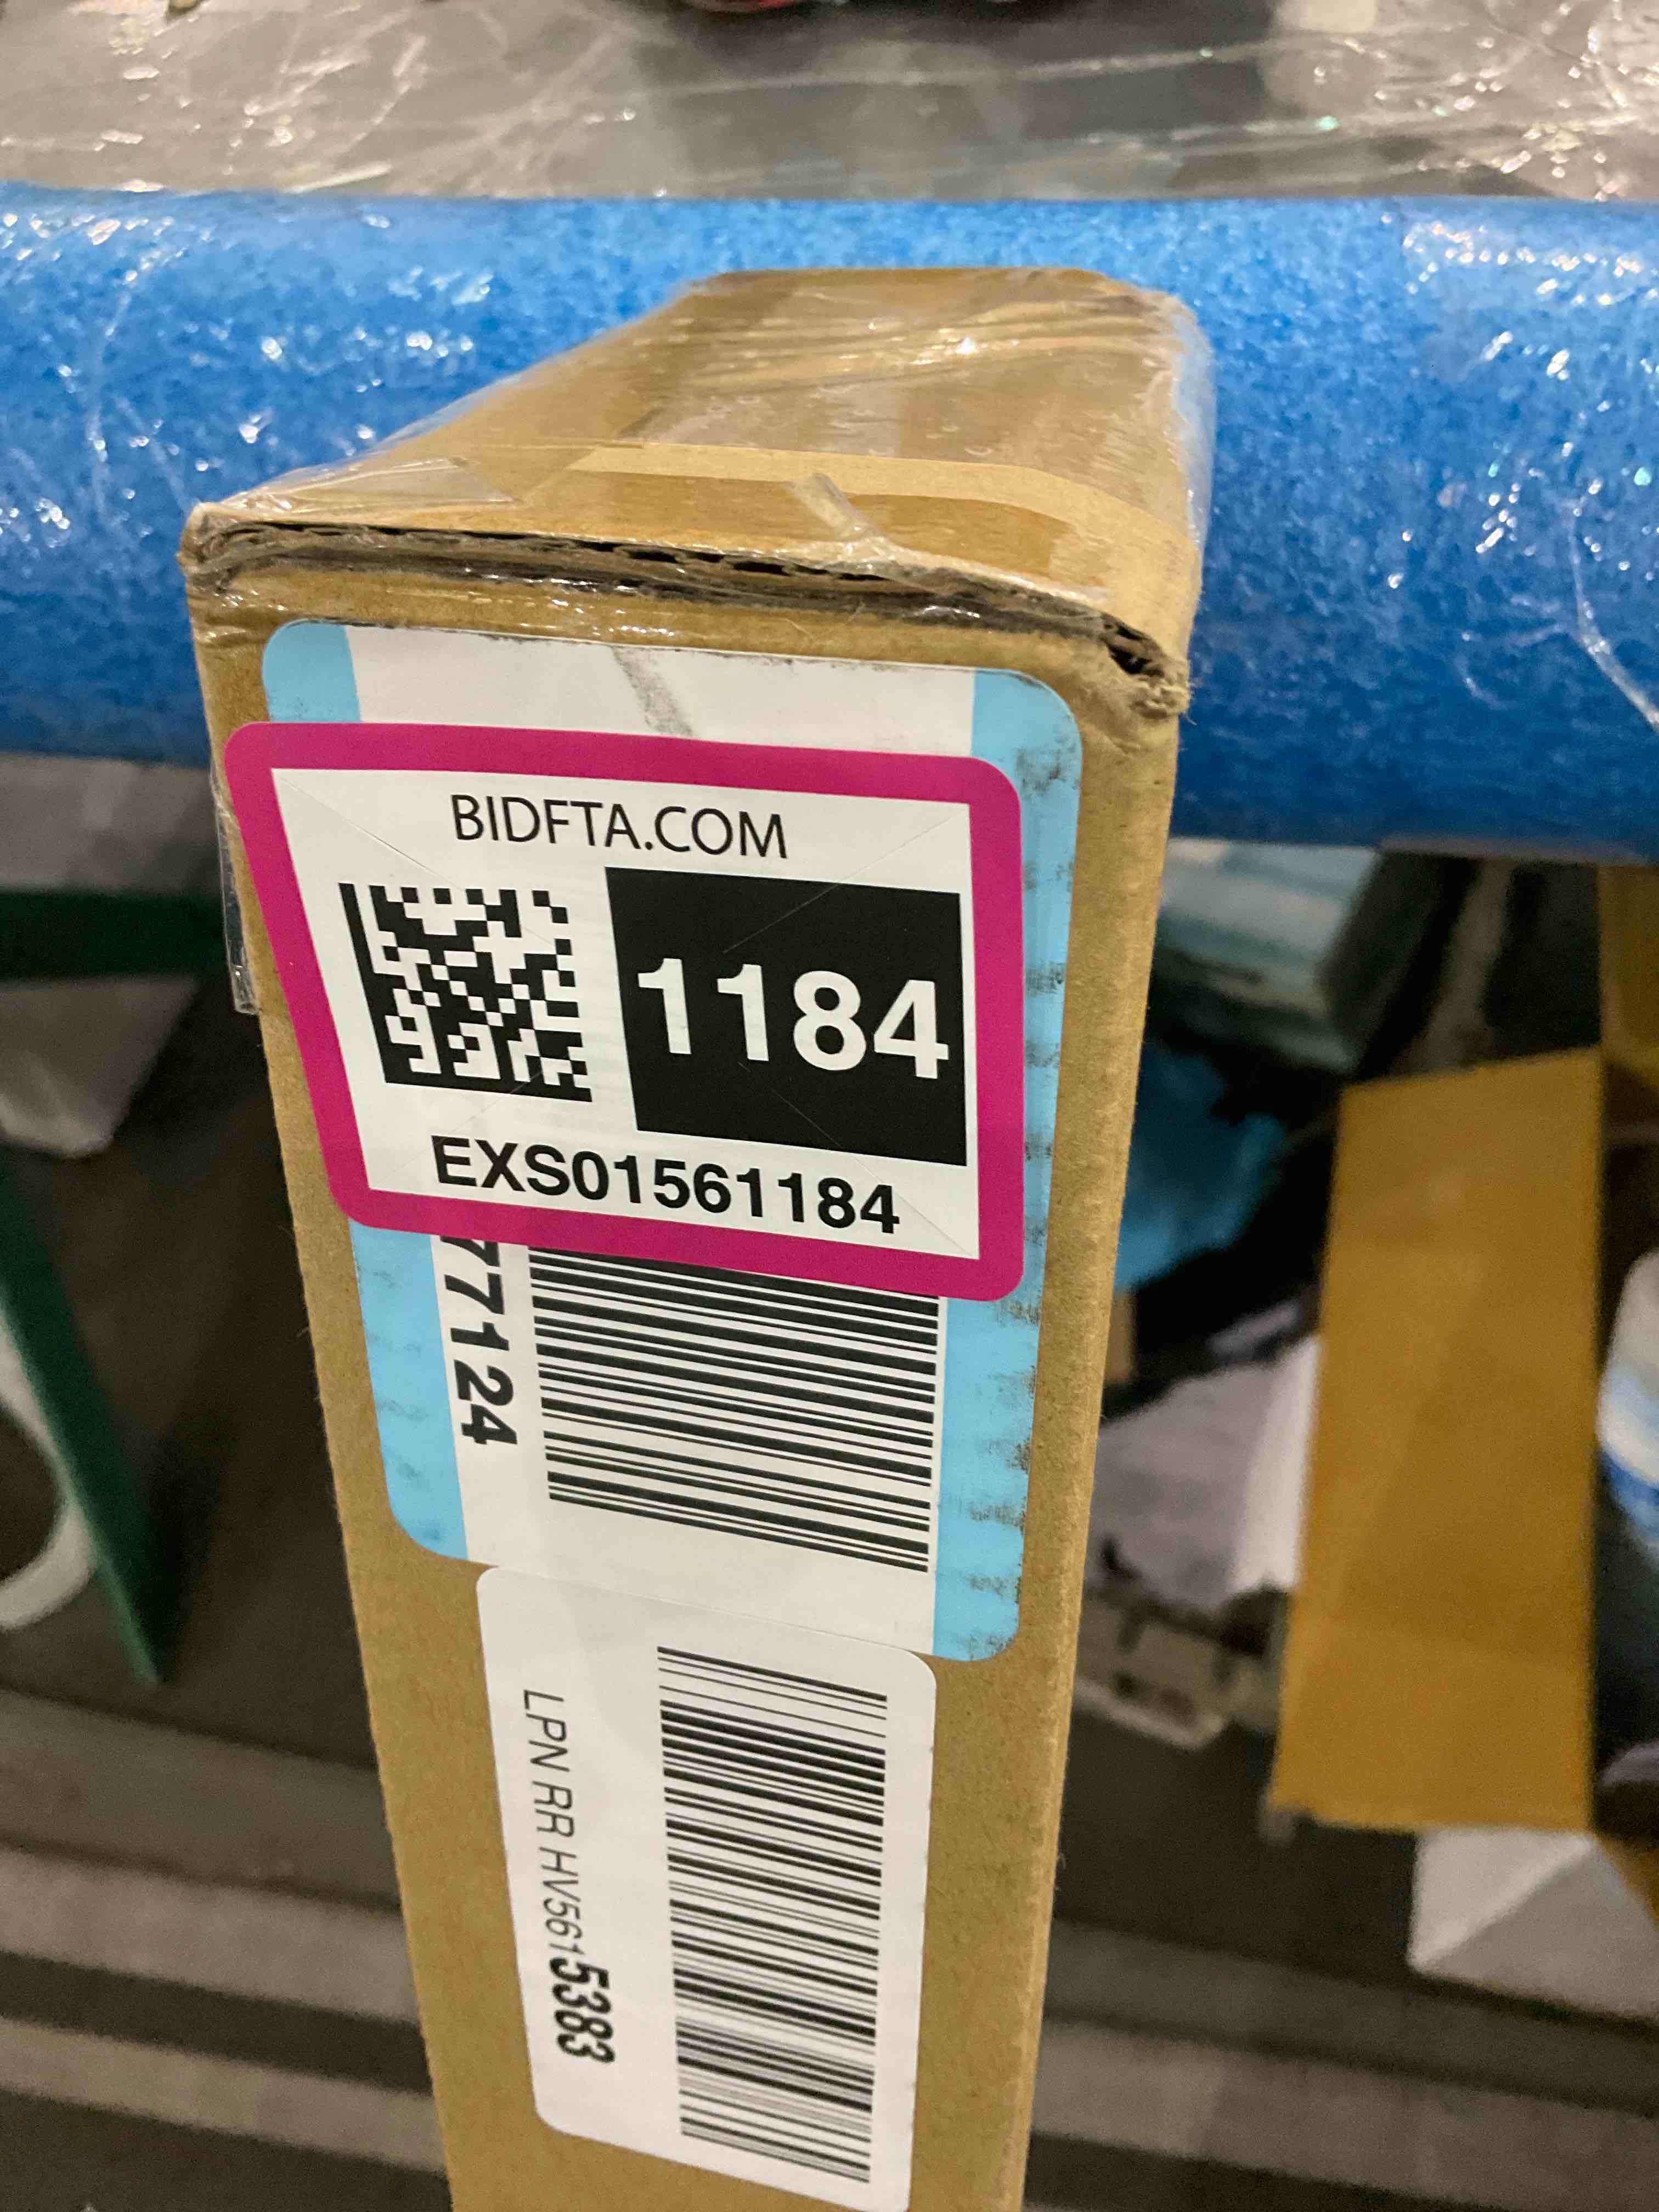 BIDFTA.COM
1184
EXS01561184
77124
LPN RR HV5615383